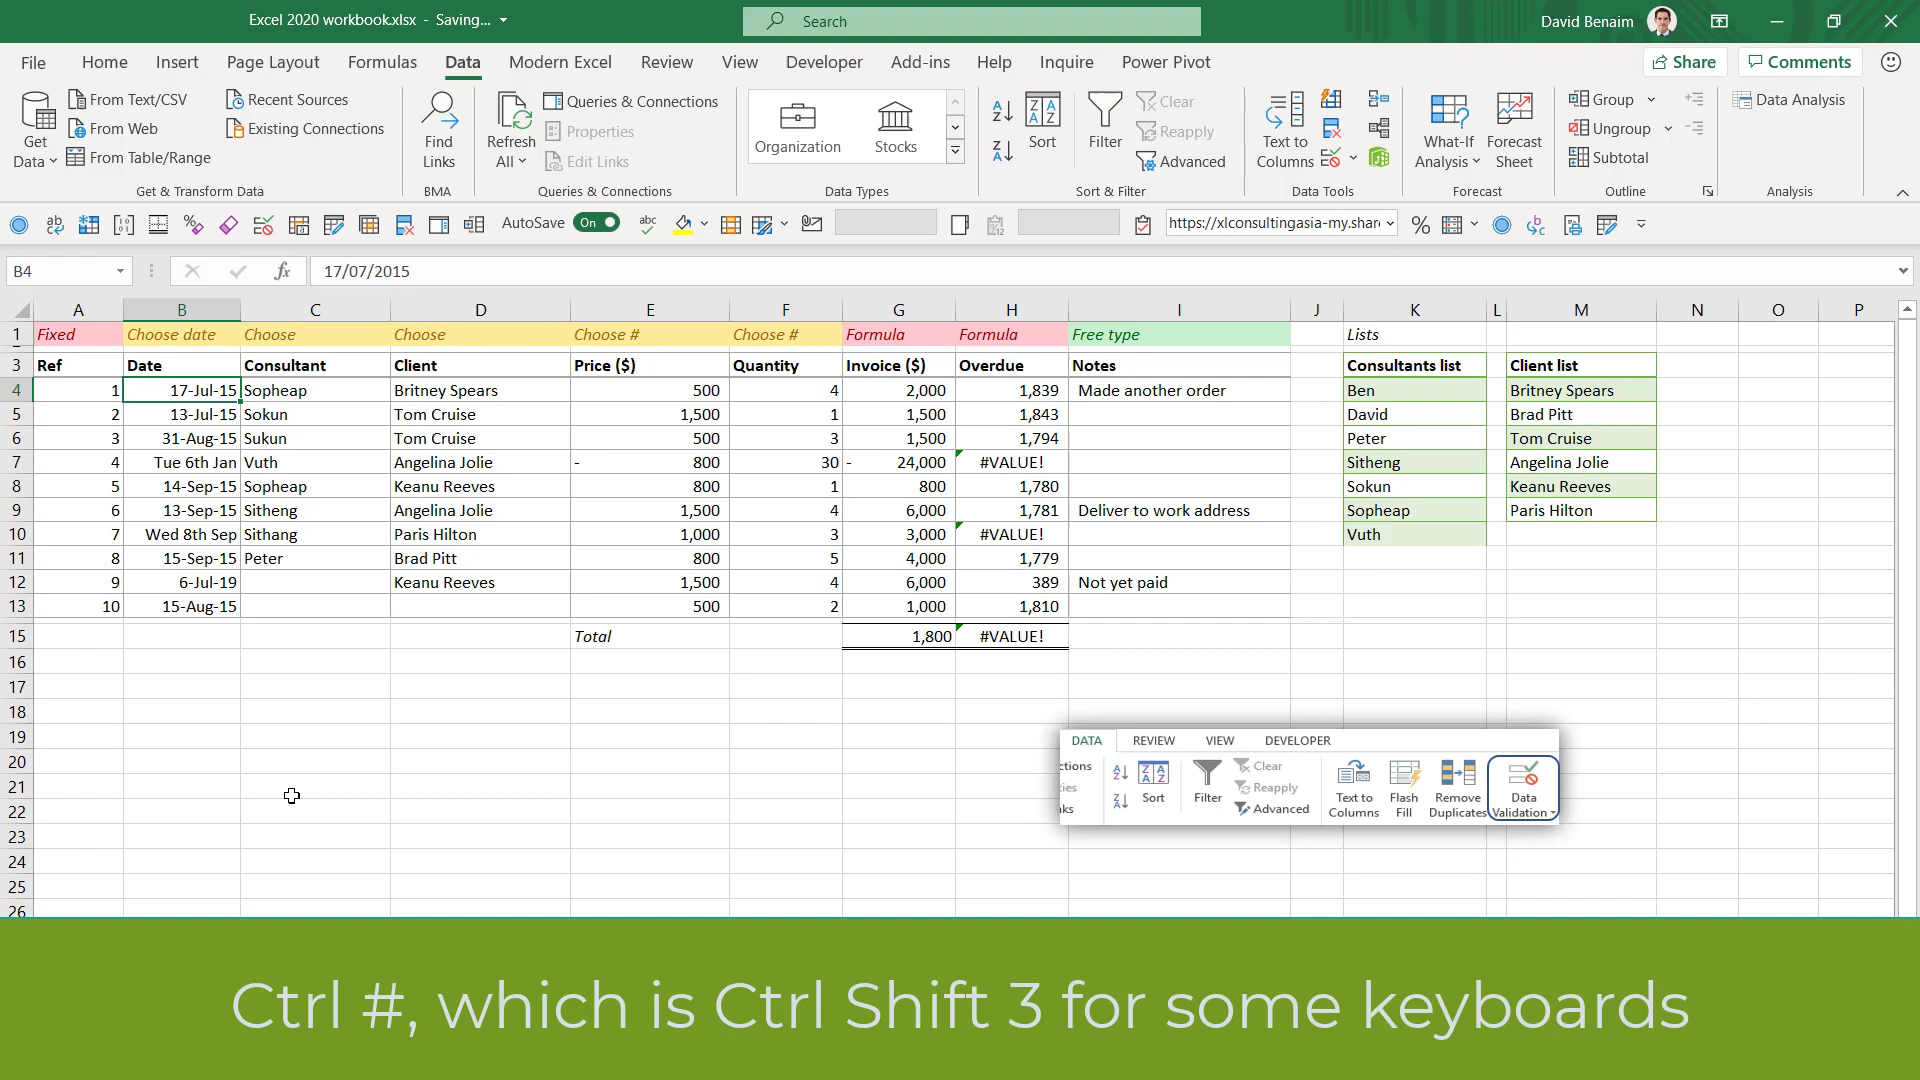 Excel 2020 workbook.xlsx - Saving...
Search
David Benaim
File Home Insert Page Layout Formulas Data Modern Excel Review View Developer Add-ins Help Inquire Power Pivot
Share
Comments
Get Data
From Text/CSV
From Web
From Table/Range
Recent Sources
Existing Connections
Get & Transform Data
Find Links
BMA
Refresh All
Queries & Connections
Properties
Edit Links
Queries & Connections
Organization
Stocks
Data Types
Sort
Filter
Clear
Reapply
Advanced
Sort & Filter
Text to Columns
Data Tools
What-If Analysis
Forecast Sheet
Forecast
Group
Ungroup
Subtotal
Outline
Data Analysis
Analysis
AutoSave On
https://xlconsultingasia-my.share
B4
fx
17/07/2015
A B C D E F G H I J K L M N O P
1 Fixed Choose date Choose Choose Choose # Choose # Formula Formula Free type Lists
3 Ref Date Consultant Client Price ($) Quantity Invoice ($) Overdue Notes Consultants list Client list
4 1 17-Jul-15 Sopheap Britney Spears 500 4 2,000 1,839 Made another order Ben Britney Spears
5 2 13-Jul-15 Sokun Tom Cruise 1,500 1 1,500 1,843 David Brad Pitt
6 3 31-Aug-15 Sukun Tom Cruise 500 3 1,500 1,794 Peter Tom Cruise
7 4 Tue 6th Jan Vuth Angelina Jolie - 800 30 - 24,000 #VALUE! Sitheng Angelina Jolie
8 5 14-Sep-15 Sopheap Keanu Reeves 800 1 800 1,780 Sokun Keanu Reeves
9 6 13-Sep-15 Sitheng Angelina Jolie 1,500 4 6,000 1,781 Deliver to work address Sopheap Paris Hilton
10 7 Wed 8th Sep Sithang Paris Hilton 1,000 3 3,000 #VALUE! Vuth
11 8 15-Sep-15 Peter Brad Pitt 800 5 4,000 1,779
12 9 6-Jul-19 Keanu Reeves 1,500 4 6,000 389 Not yet paid
13 10 15-Aug-15 500 2 1,000 1,810
15 Total 1,800 #VALUE!
16
17
18
19
20
21
22
23
24
25
26
DATA REVIEW VIEW DEVELOPER
ctions
ies
ks
Sort
Filter
Clear
Reapply
Advanced
Text to Columns
Flash Fill
Remove Duplicates
Data Validation
Ctrl #, which is Ctrl Shift 3 for some keyboards